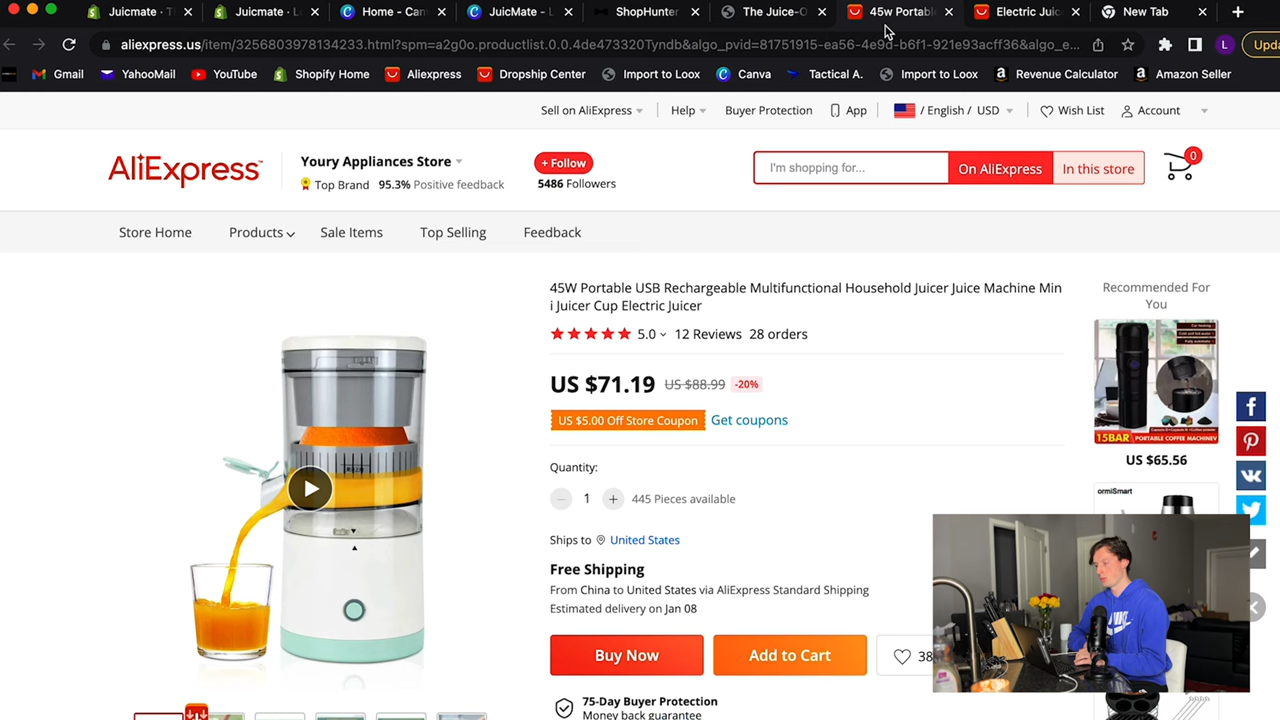 Juicmate · T
Juicmate · Lo
Home - Can
JuicMate - L
ShopHunter
The Juice-O
45w Portabl
Electric Juic
New Tab
aliexpress.us/item/3256803978134233.html?spm=a2g0o.productlist.0.0.4de473320Tyndb&algo_pvid=81751915-ea56-4e9d-b6f1-921e93acff36&algo_e...
L
Upda
Gmail
YahooMail
YouTube
Shopify Home
Aliexpress
Dropship Center
Import to Loox
Canva
Tactical A.
Import to Loox
Revenue Calculator
Amazon Seller
Sell on AliExpress
Help
Buyer Protection
App
/ English / USD
Wish List
Account
AliExpress
Youry Appliances Store
Top Brand 95.3% Positive feedback
+ Follow
5486 Followers
I'm shopping for...
On AliExpress
In this store
0
Store Home
Products
Sale Items
Top Selling
Feedback
45W Portable USB Rechargeable Multifunctional Household Juicer Juice Machine Min
i Juicer Cup Electric Juicer
5.0 12 Reviews 28 orders
US $71.19 US $88.99 -20%
US $5.00 Off Store Coupon Get coupons
Quantity:
1 445 Pieces available
Ships to United States
Free Shipping
From China to United States via AliExpress Standard Shipping
Estimated delivery on Jan 08
Buy Now
Add to Cart
38
75-Day Buyer Protection
Money back guarantee
Recommended For
You
15BAR PORTABLE COFFEE MACHINEV
US $65.56
ormiSmart